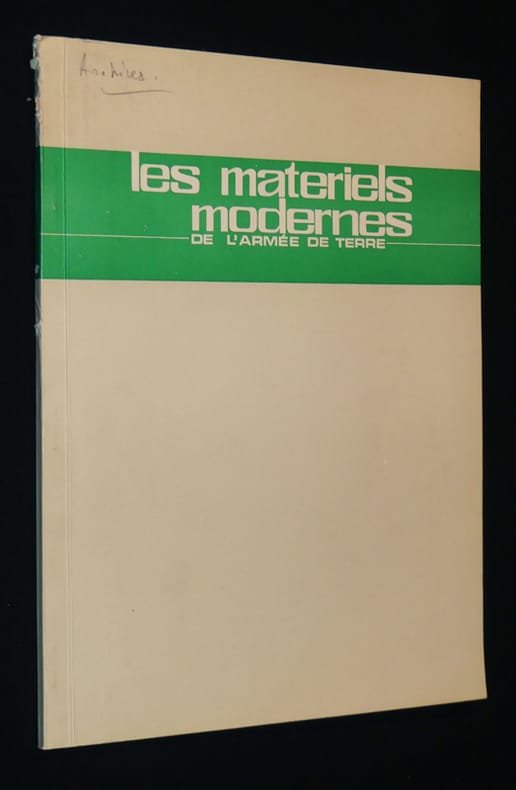 Archives.
les materiels
modernes
DE L'ARMÉE DE TERRE